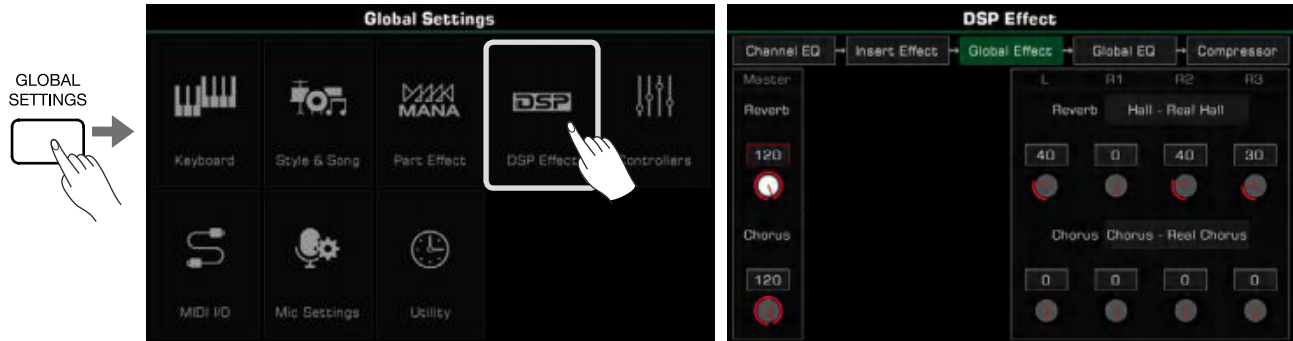 GLOBAL
SETTINGS
Global Settings
MANA
DSP
Keyboard
Style & Song
Part Effect
DSP Effect
Controllers
MIDI I/O
Mic Settings
Utility
DSP Effect
Channel EQ
Insert Effect
Global Effect
Global EQ
Compressor
Master
L R1 R2 R3
Reverb
Reverb Hall - Real Hall
120
40 0 40 30
Chorus
Chorus Chorus - Real Chorus
120
0 0 0 0